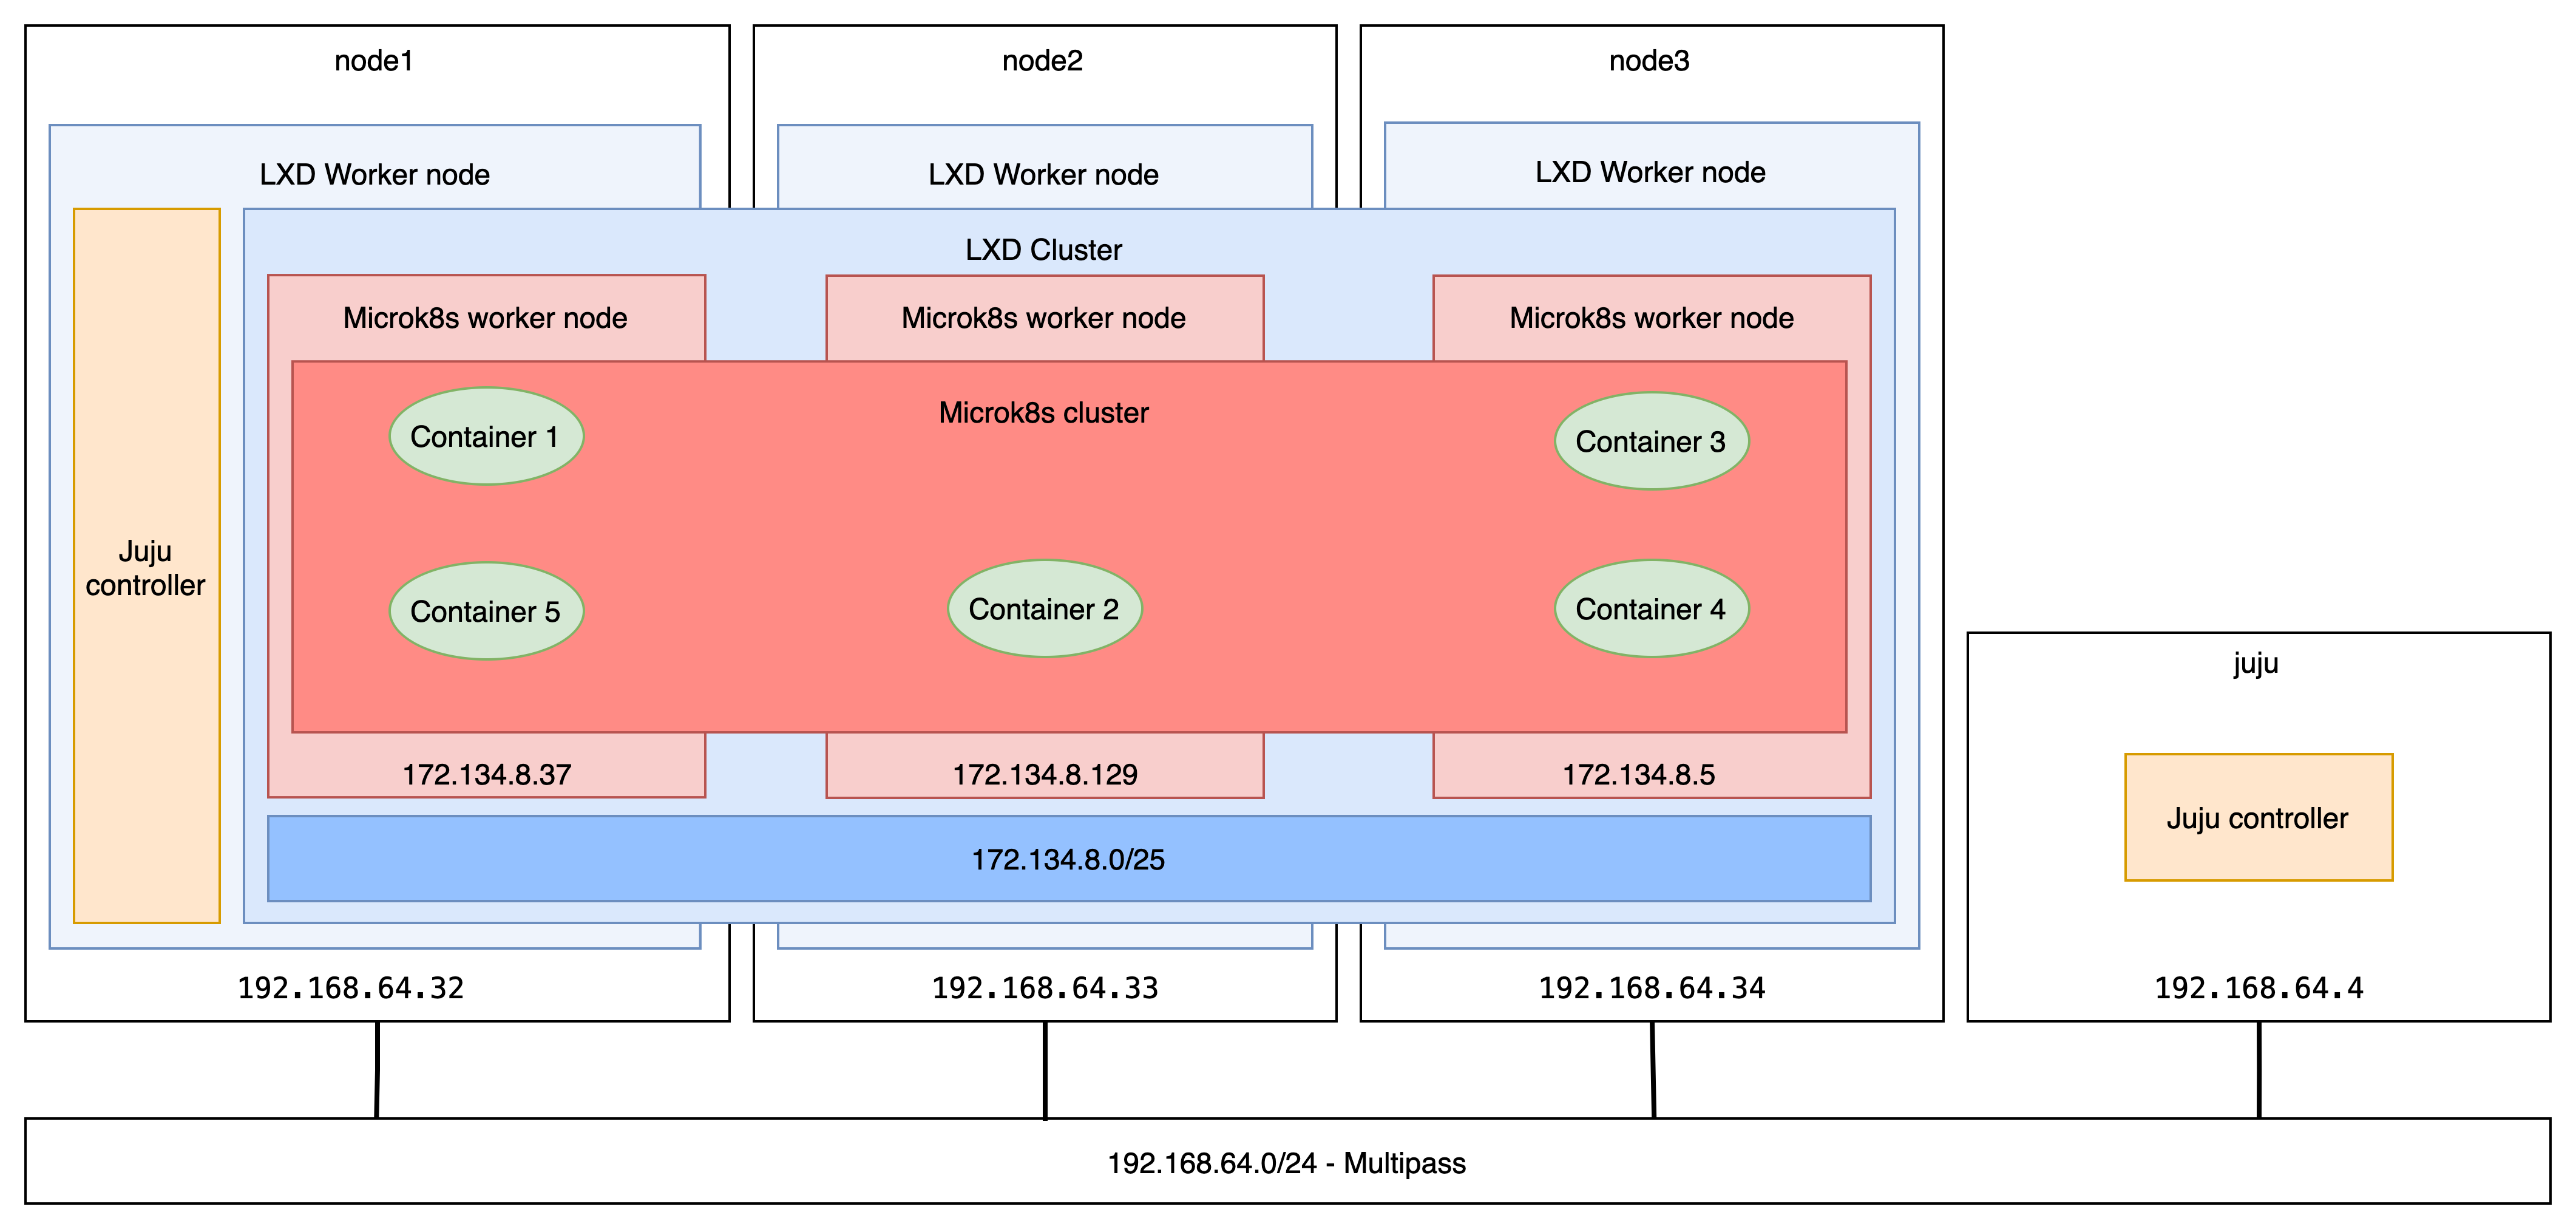 node1
node2
node3
LXD Worker node
LXD Worker node
LXD Worker node
LXD Cluster
Microk8s worker node
Microk8s worker node
Microk8s worker node
Microk8s cluster
Container 1
Container 3
Juju
controller
Container 5
Container 2
Container 4
juju
172.134.8.37
172.134.8.129
172.134.8.5
Juju controller
172.134.8.0/25
192.168.64.32
192.168.64.33
192.168.64.34
192.168.64.4
192.168.64.0/24 - Multipass